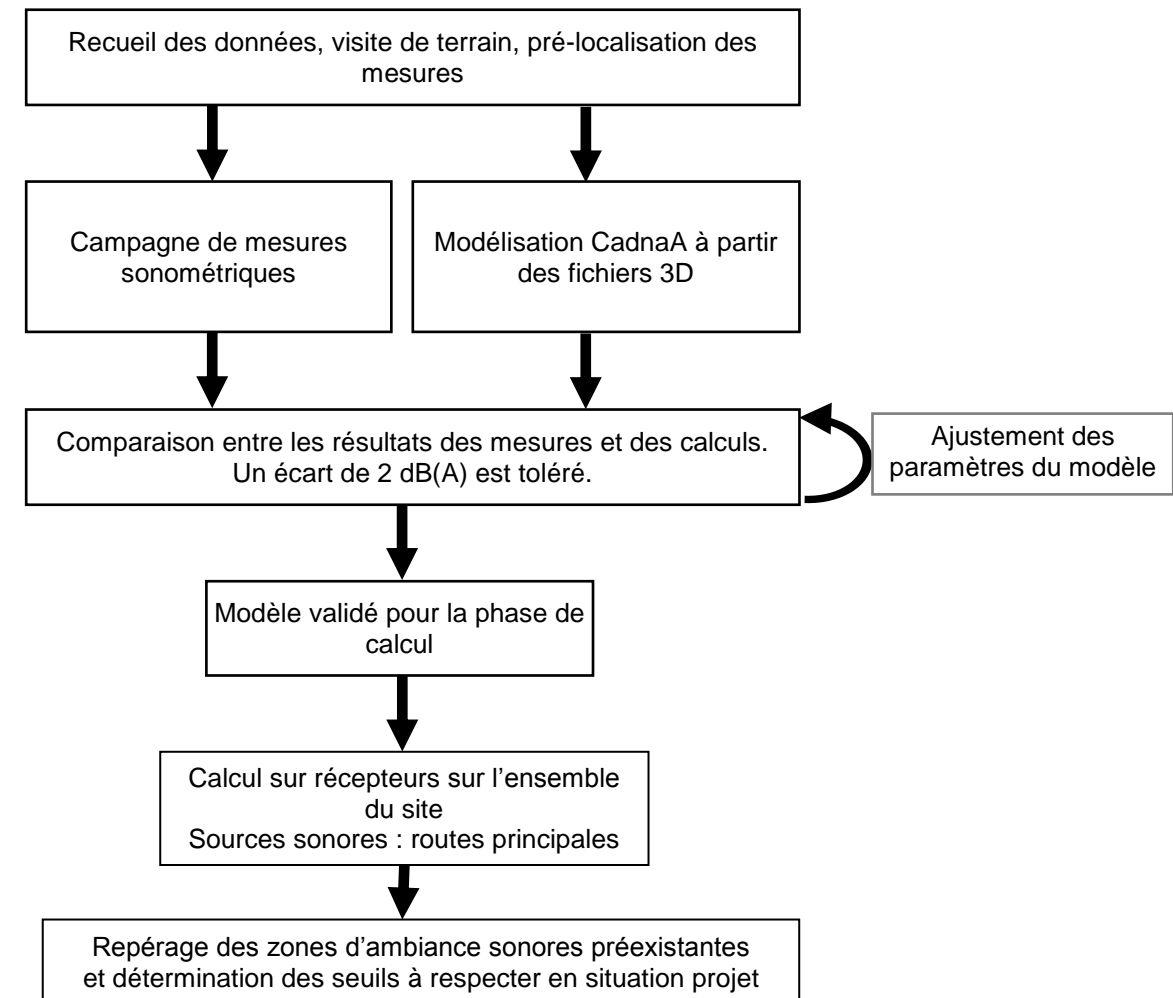 Recueil des données, visite de terrain, pré-localisation des
mesures
Campagne de mesures
sonométriques
Modélisation CadnaA à partir
des fichiers 3D
Comparaison entre les résultats des mesures et des calculs.
Un écart de 2 dB(A) est toléré.
Ajustement des
paramètres du modèle
Modèle validé pour la phase de
calcul
Calcul sur récepteurs sur l’ensemble
du site
Sources sonores : routes principales
Repérage des zones d’ambiance sonores préexistantes
et détermination des seuils à respecter en situation projet